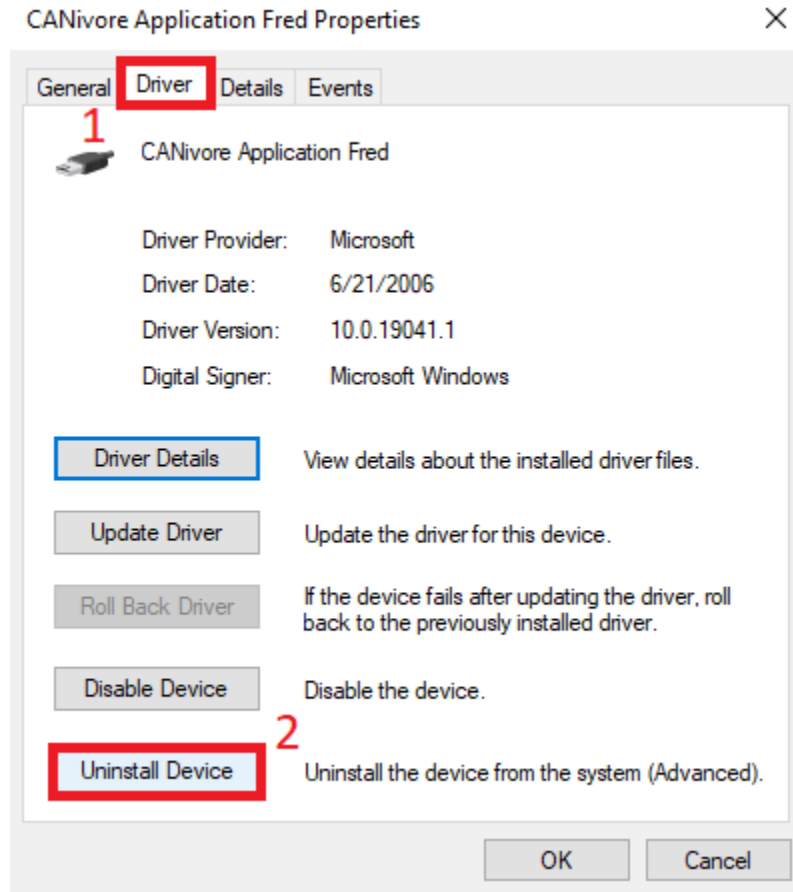 CANivore Application Fred Properties
General Driver Details Events
1
CANivore Application Fred
Driver Provider: Microsoft
Driver Date: 6/21/2006
Driver Version: 10.0.19041.1
Digital Signer: Microsoft Windows
Driver Details View details about the installed driver files.
Update Driver Update the driver for this device.
Roll Back Driver If the device fails after updating the driver, roll
back to the previously installed driver.
Disable Device Disable the device.
2
Uninstall Device Uninstall the device from the system (Advanced).
OK Cancel